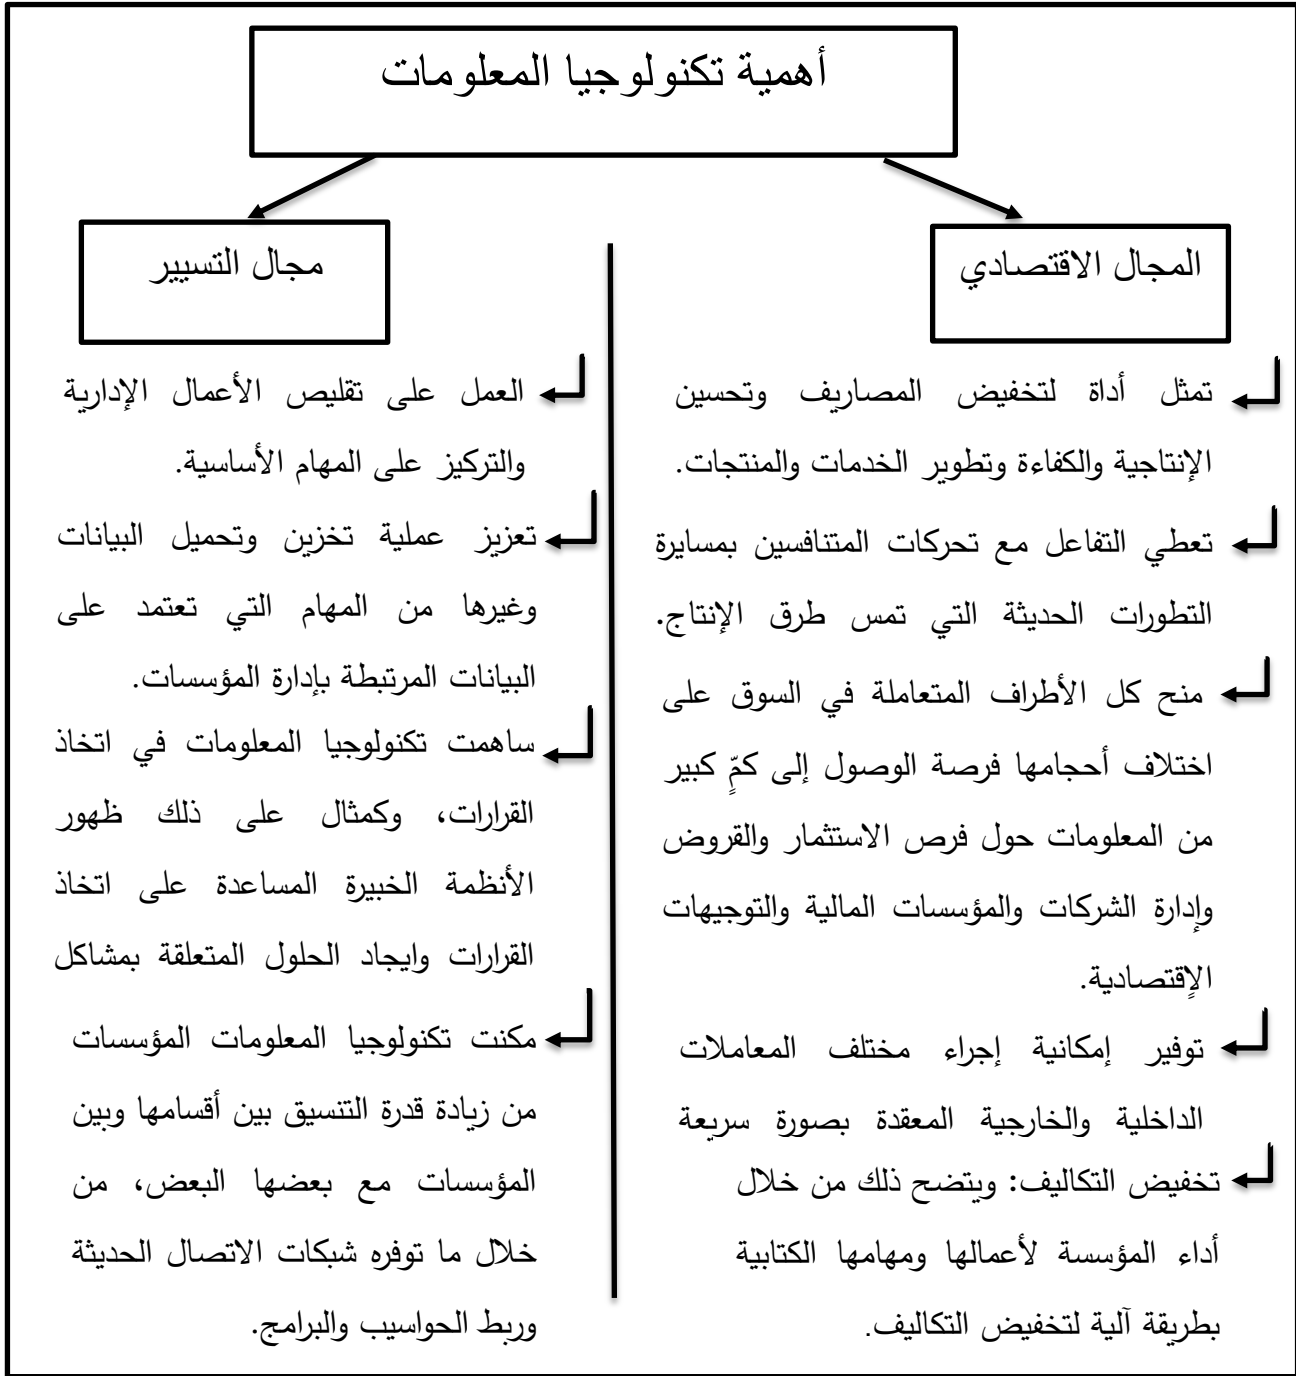 أهمية تكنولوجيا المعلومات
المجال الاقتصادي
تمثل أداة لتخفيض المصاريف وتحسين
الإنتاجية والكفاءة وتطوير الخدمات والمنتجات.
تعطي التفاعل مع تحركات المتنافسين بمسايرة
التطورات الحديثة التي تمس طرق الإنتاج.
منح كل الأطراف المتعاملة في السوق على
اختلاف أحجامها فرصة الوصول إلى كمٍّ كبير
من المعلومات حول فرص الاستثمار والقروض
وإدارة الشركات والمؤسسات المالية والتوجيهات
الإقتصادية.
توفير إمكانية إجراء مختلف المعاملات
الداخلية والخارجية المعقدة بصورة سريعة
تخفيض التكاليف: ويتضح ذلك من خلال
أداء المؤسسة لأعمالها ومهامها الكتابية
بطريقة آلية لتخفيض التكاليف.
مجال التسيير
العمل على تقليص الأعمال الإدارية
والتركيز على المهام الأساسية.
تعزيز عملية تخزين وتحميل البيانات
وغيرها من المهام التي تعتمد على
البيانات المرتبطة بإدارة المؤسسات.
ساهمت تكنولوجيا المعلومات في اتخاذ
القرارات، وكمثال على ذلك ظهور
الأنظمة الخبيرة المساعدة على اتخاذ
القرارات وايجاد الحلول المتعلقة بمشاكل
مكنت تكنولوجيا المعلومات المؤسسات
من زيادة قدرة التنسيق بين أقسامها وبين
المؤسسات مع بعضها البعض، من
خلال ما توفره شبكات الاتصال الحديثة
وربط الحواسيب والبرامج.